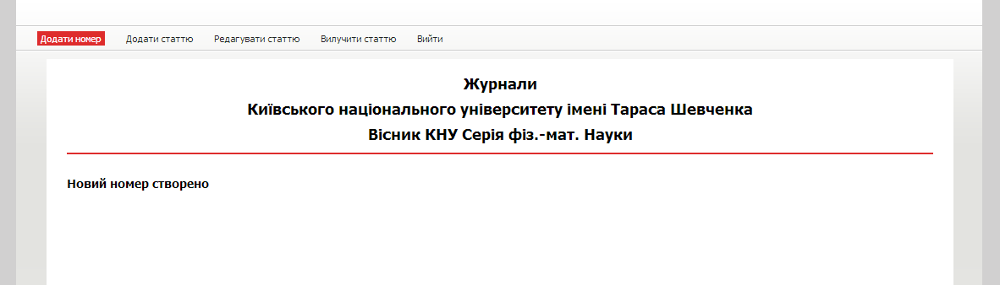 Додати номер Додати статтю Редагувати статтю Вилучити статтю Вийти
Журнали
Київського національного університету імені Тараса Шевченка
Вісник КНУ Серія фіз.-мат. Науки
Новий номер створено